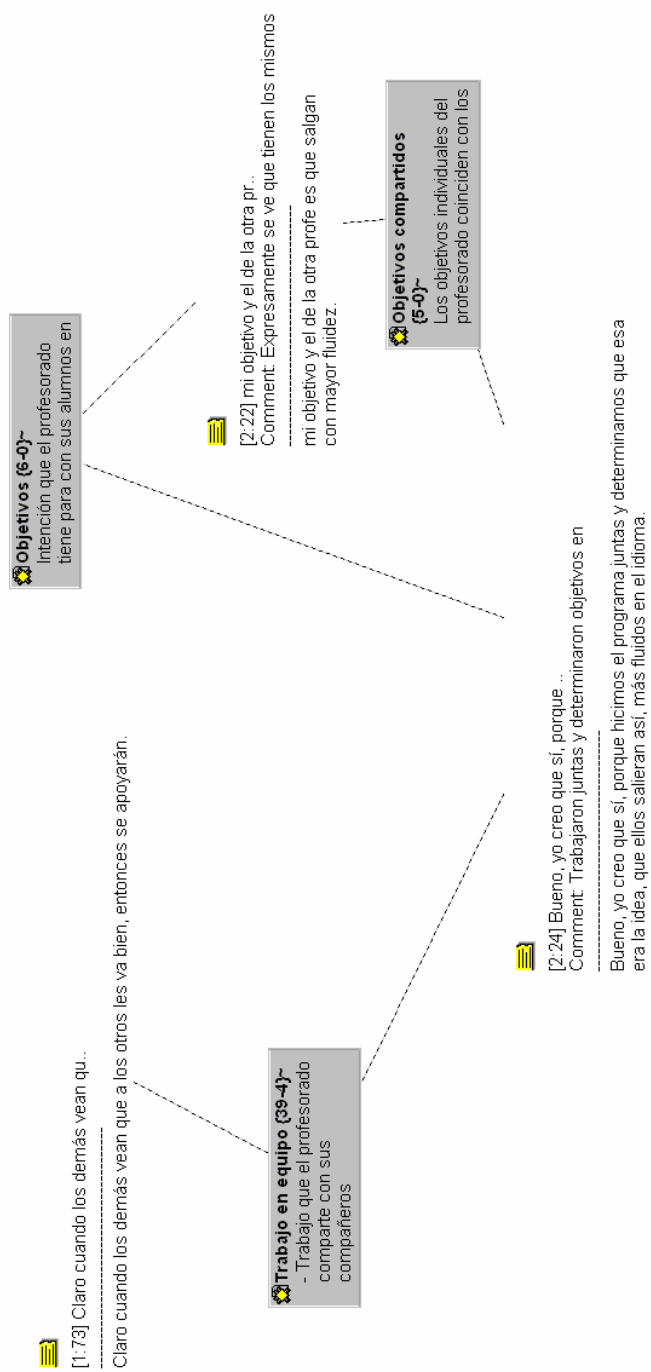 [1:73] Claro cuando los demás vean qu..
Claro cuando los demás vean que a los otros les va bien, entonces se apoyarán.
Objetivos {6-0}~
Intención que el profesorado
tiene para con sus alumnos en
[2:22] mi objetivo y el de la otra pr..
Comment: Expresamente se ve que tienen los mismos
mi objetivo y el de la otra profe es que salgan
con mayor fluidez.
Trabajo en equipo {39-4}~
- Trabajo que el profesorado
comparte con sus
compañeros
Objetivos compartidos
{5-0}~
Los objetivos individuales del
profesorado coinciden con los
[2:24] Bueno, yo creo que sí, porque ..
Comment: Trabajaron juntas y determinaron objetivos en
Bueno, yo creo que sí, porque hicimos el programa juntas y determinamos que esa
era la idea, que ellos salieran así, más fluidos en el idioma.